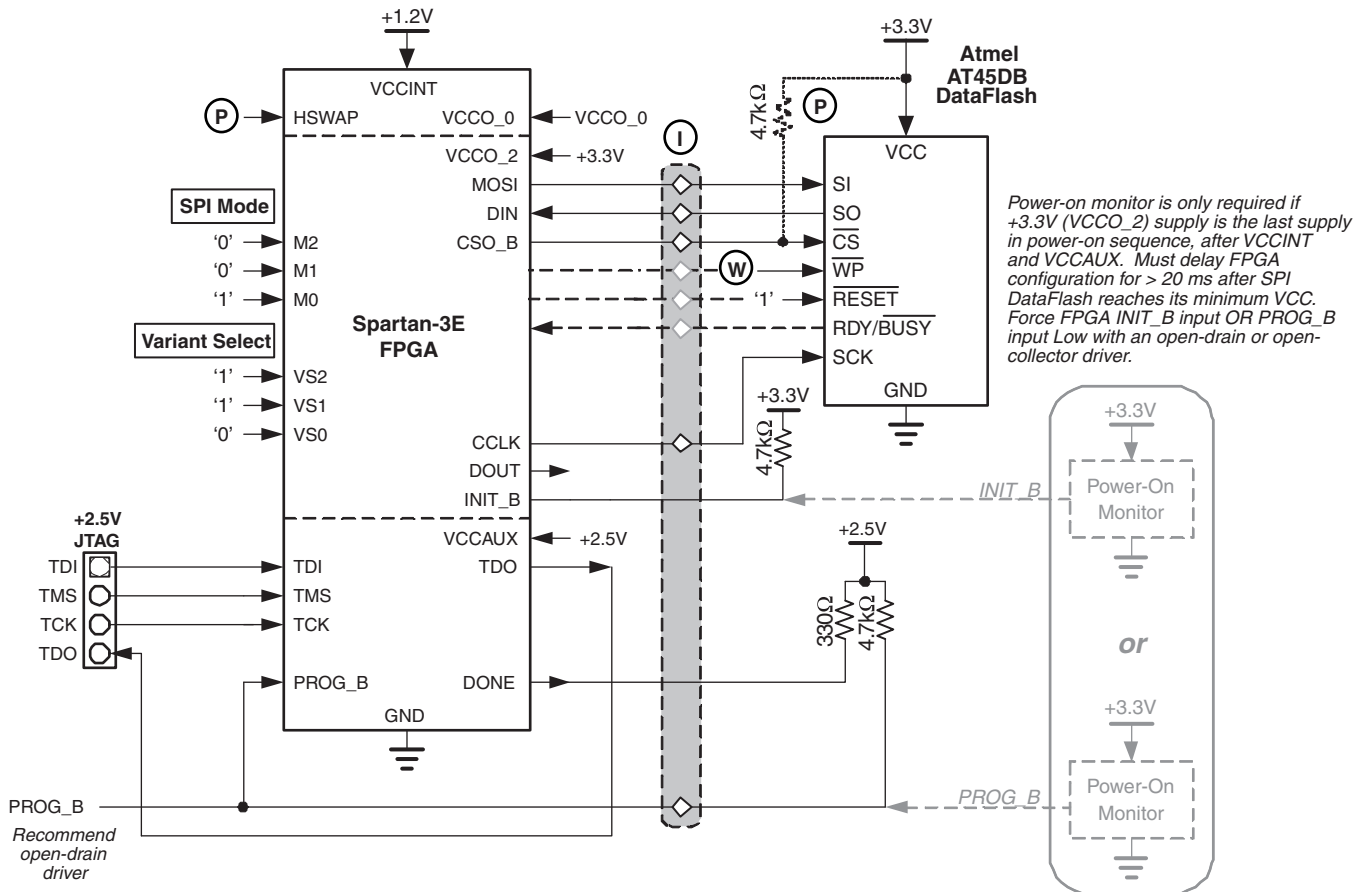 +1.2V
+3.3V
Atmel
AT45DB
DataFlash
VCCINT
P
HSWAP
VCCO_0
VCCO_0
4.7kΩ
P
I
VCC
VCCO_2
+3.3V
MOSI
SI
SPI Mode
DIN
SO
'0'
M2
CSO_B
CS
'0'
M1
W
WP
'1'
M0
'1'
RESET
Spartan-3E
FPGA
RDY/BUSY
Variant Select
SCK
'1'
VS2
'1'
VS1
GND
'0'
VS0
+3.3V
CCLK
4.7kΩ
DOUT
INIT_B
Power-on monitor is only required if
+3.3V (VCCO_2) supply is the last supply
in power-on sequence, after VCCINT
and VCCAUX. Must delay FPGA
configuration for > 20 ms after SPI
DataFlash reaches its minimum VCC.
Force FPGA INIT_B input OR PROG_B
input Low with an open-drain or open-
collector driver.
+3.3V
INIT_B
Power-On
Monitor
+2.5V
JTAG
VCCAUX
+2.5V
+2.5V
TDI
TDI
TDO
TMS
TMS
TCK
TCK
TDO
330Ω
4.7kΩ
or
PROG_B
DONE
GND
+3.3V
PROG_B
PROG_B
Power-On
Monitor
Recommend
open-drain
driver